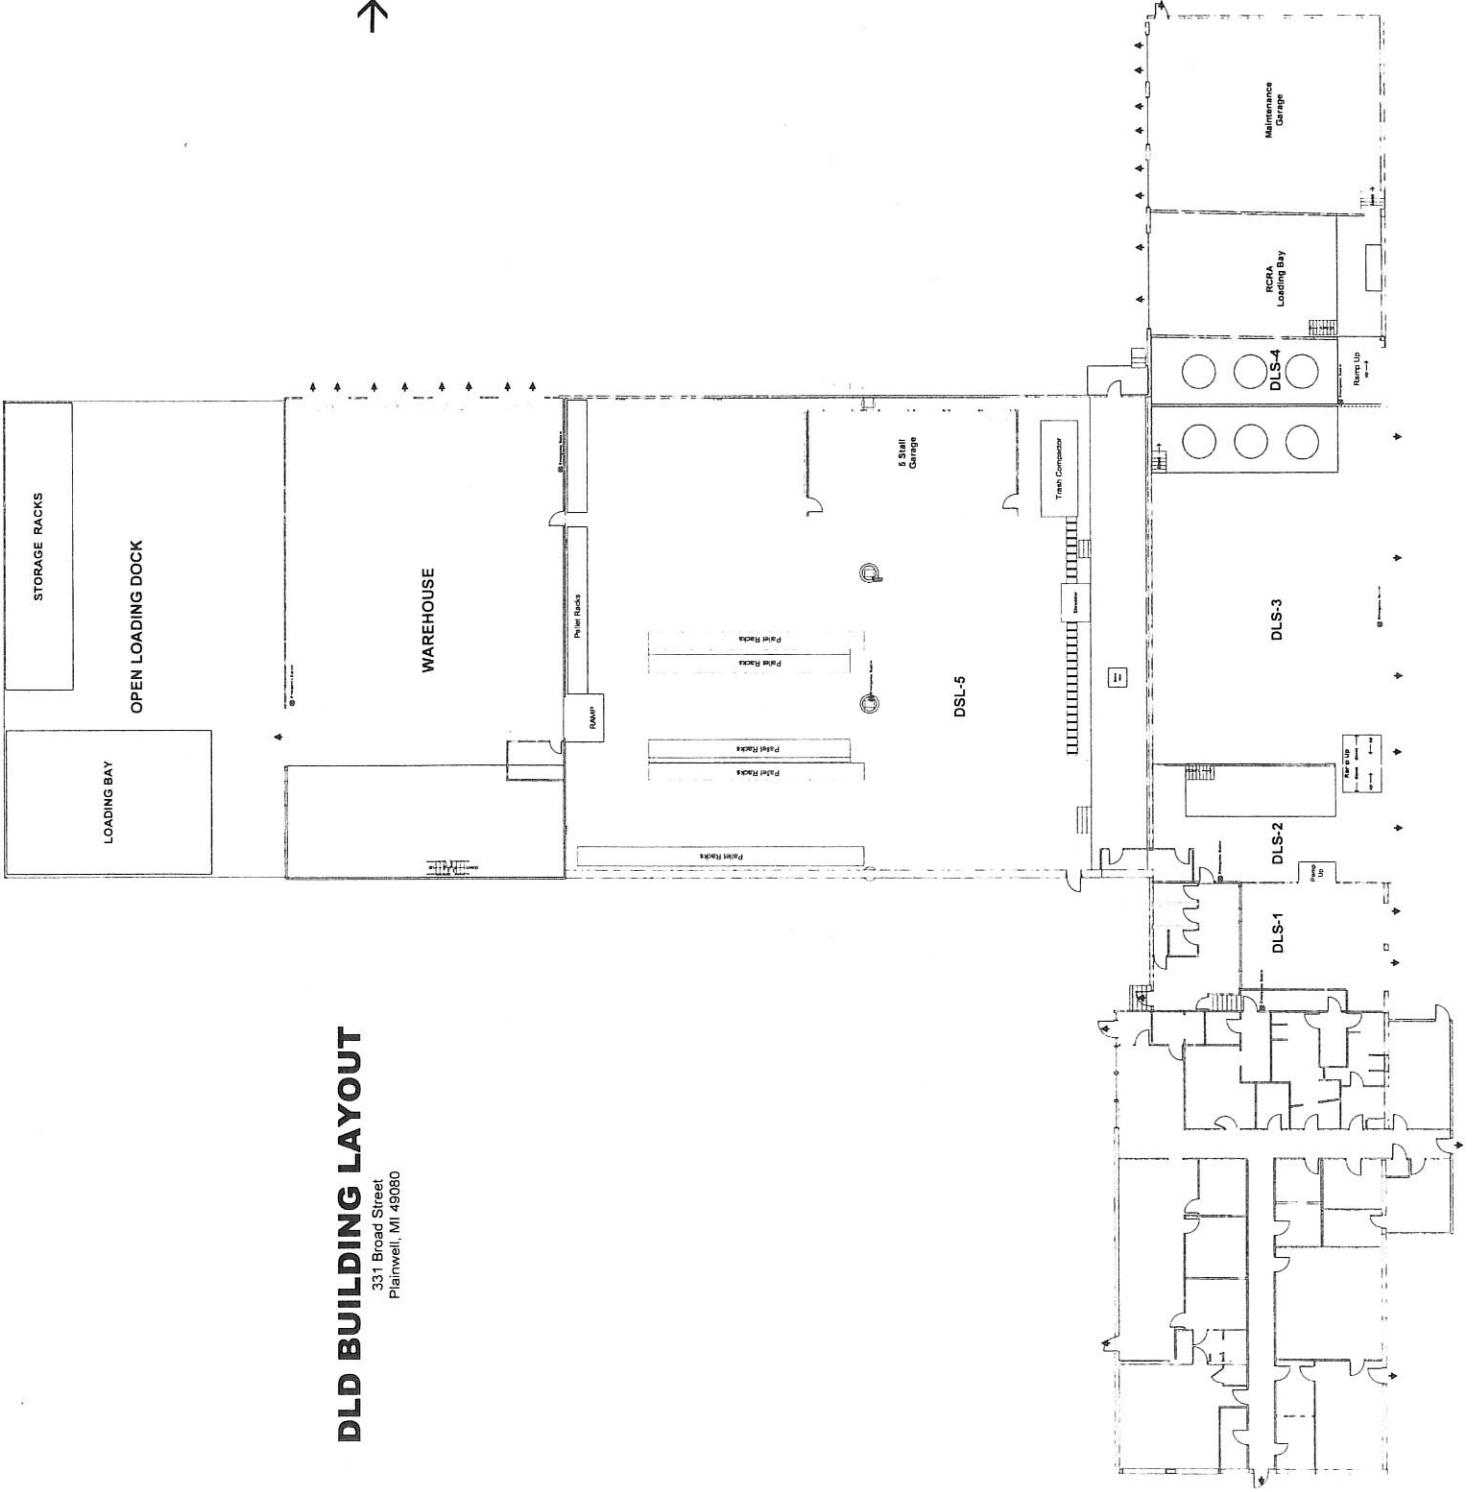 DLD BUILDING LAYOUT
331 Broad Street
Plainwell, MI 49080
STORAGE RACKS
OPEN LOADING DOCK
LOADING BAY
WAREHOUSE
Pallet Racks
RAMP
Pallet Racks
Pallet Racks
Pallet Racks
Pallet Racks
Pallet Racks
5 Stall
Garage
DSL-5
Trash Compactor
Maintenance
Garage
RCRA
Loading Bay
DLS-4
Ramp Up
DLS-3
Ramp Up
DLS-2
Ramp
Up
DLS-1